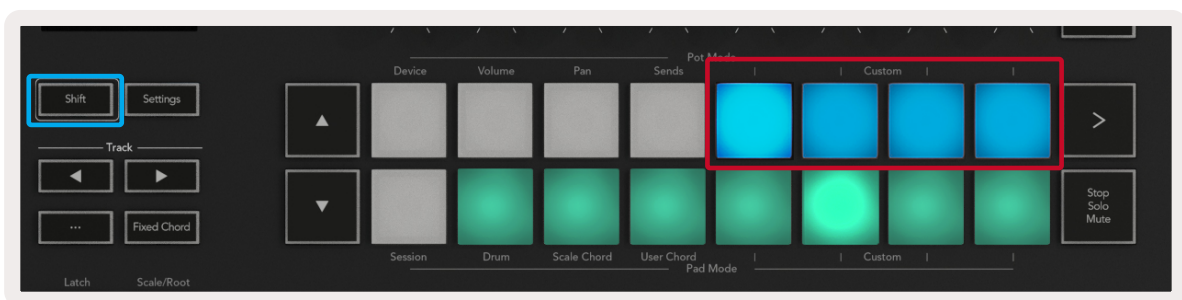 Pot Mode
Device Volume Pan Sends | | Custom | |
Shift Settings
>
Track
... Fixed Chord
Stop
Solo
Mute
Session Drum Scale Chord User Chord | | Custom | |
Pad Mode
Latch Scale/Root